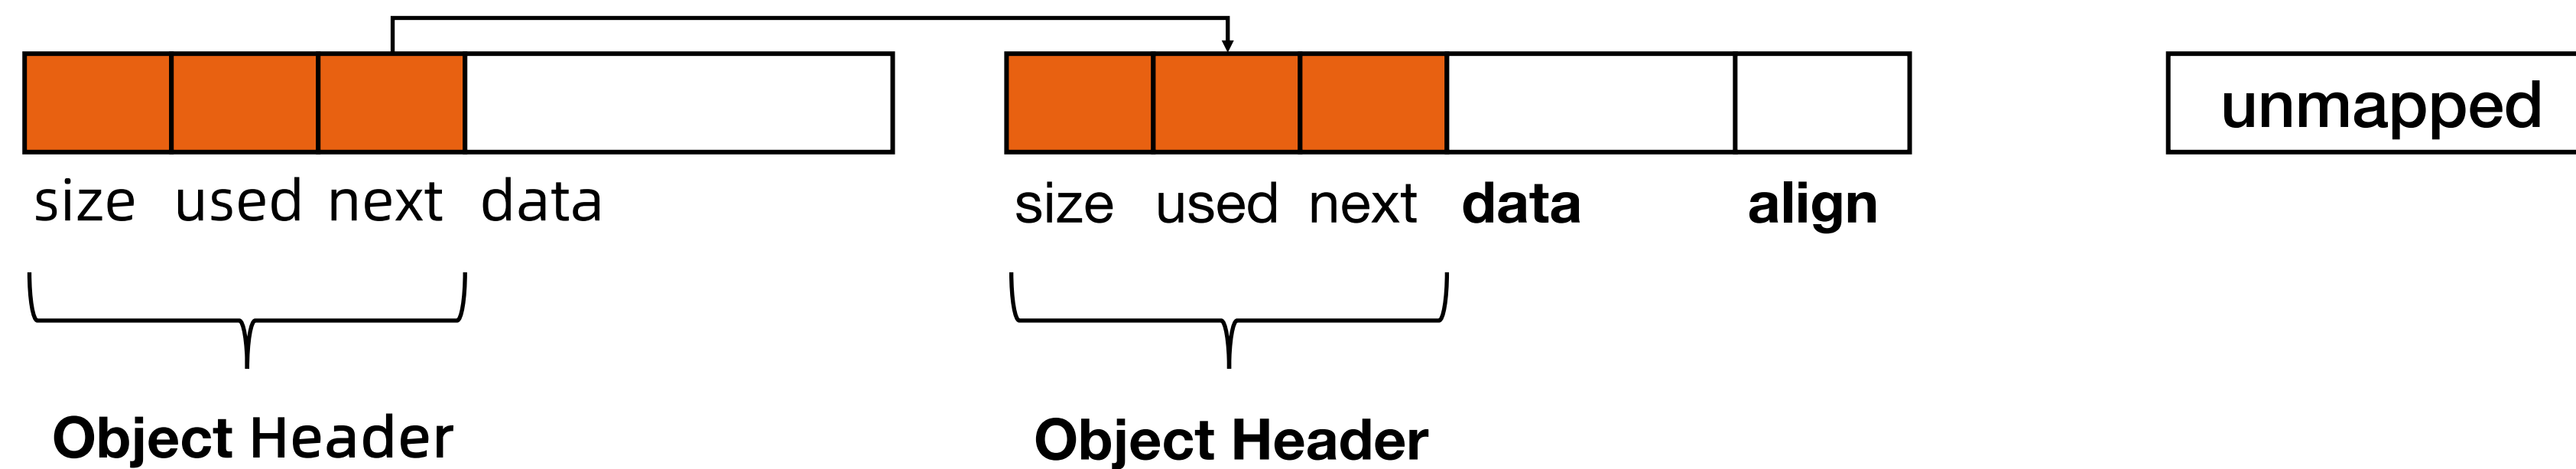 unmapped
size used next data
size used next data align
Object Header
Object Header